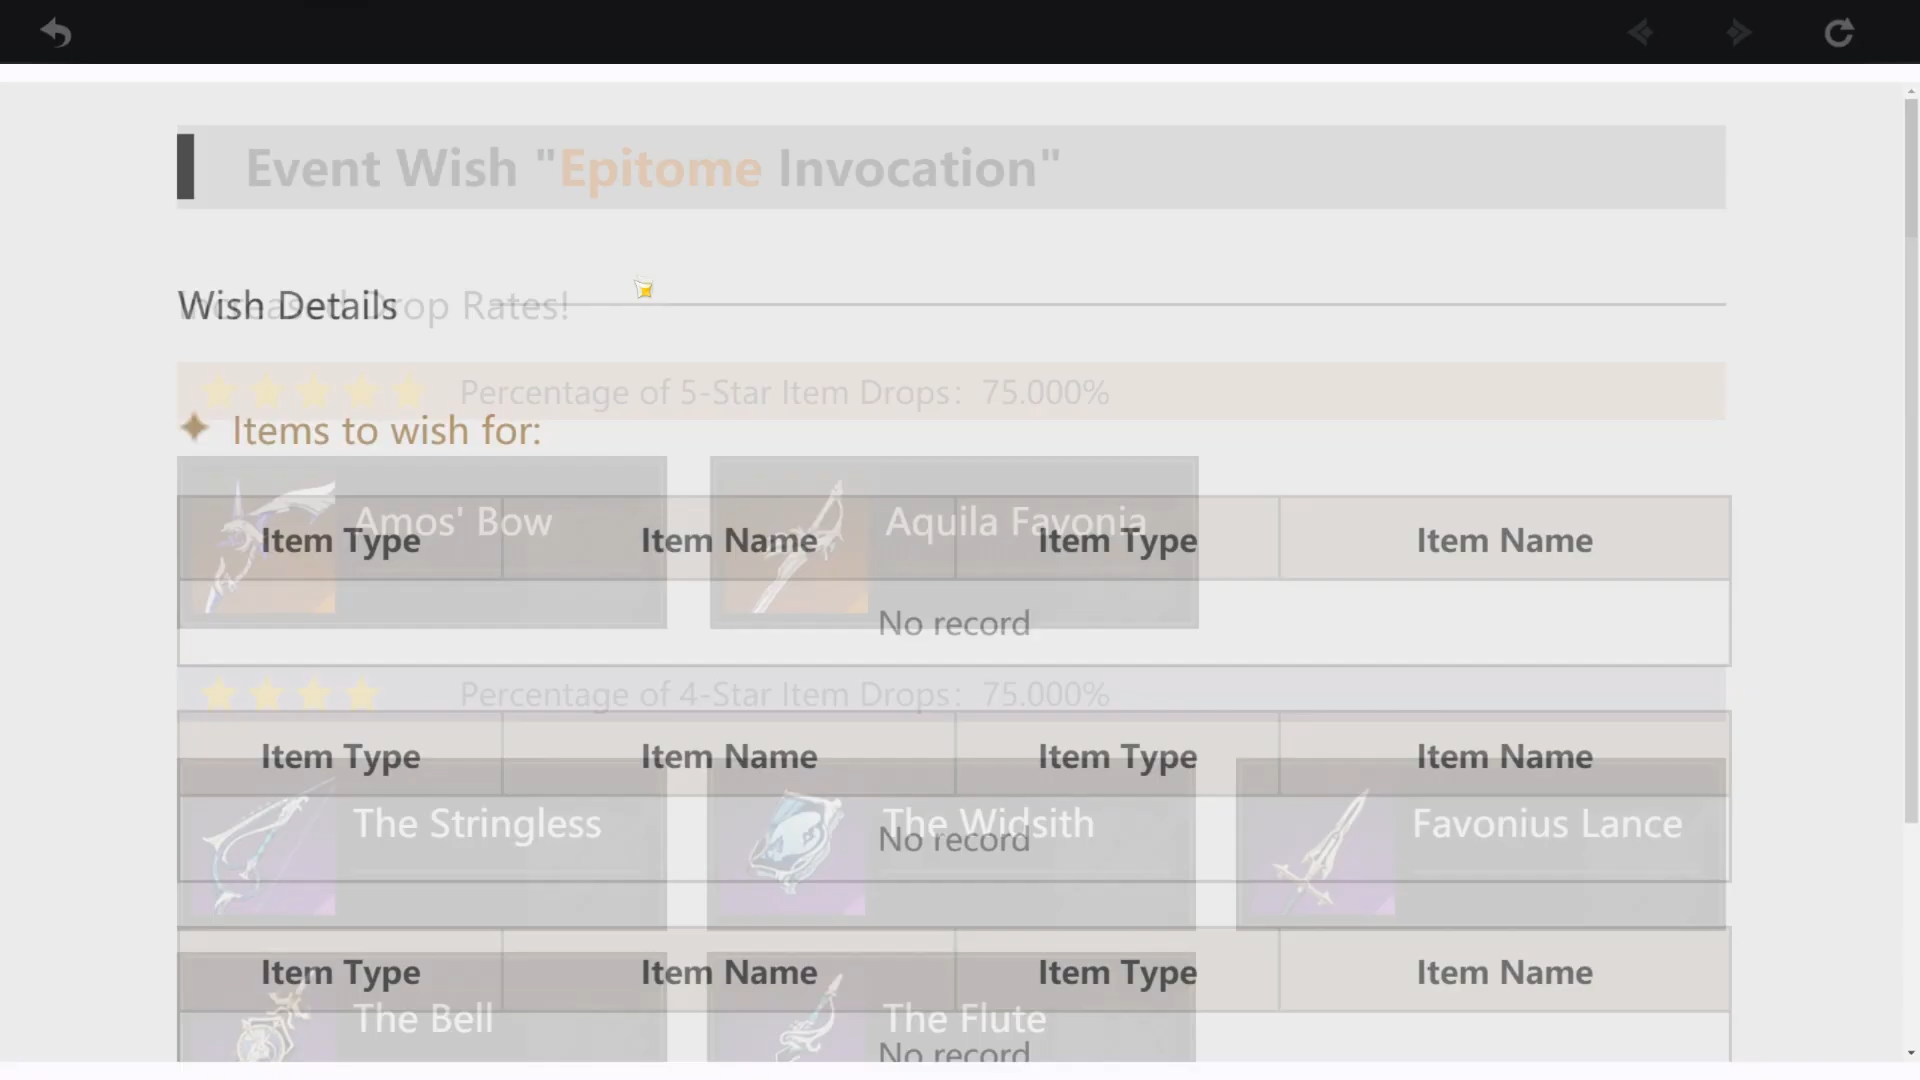 Event Wish "Epitome Invocation"
Wish Details
Increased Drop Rates!
Percentage of 5-Star Item Drops: 75.000%
Items to wish for:
Amos' Bow
Aquila Favonia
Item Type Item Name Item Type Item Name
No record
Percentage of 4-Star Item Drops: 75.000%
Item Type Item Name Item Type Item Name
The Stringless
The Widsith
Favonius Lance
No record
Item Type Item Name Item Type Item Name
The Bell
The Flute
No record